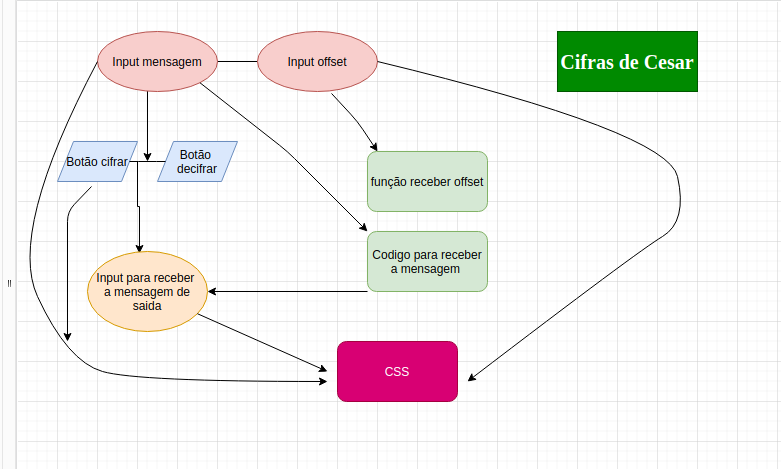 Input mensagem
Input offset
Cifras de Cesar
Botão cifrar
Botão
decifrar
função receber offset
Codigo para receber
a mensagem
Input para receber
a mensagem de
saida
CSS